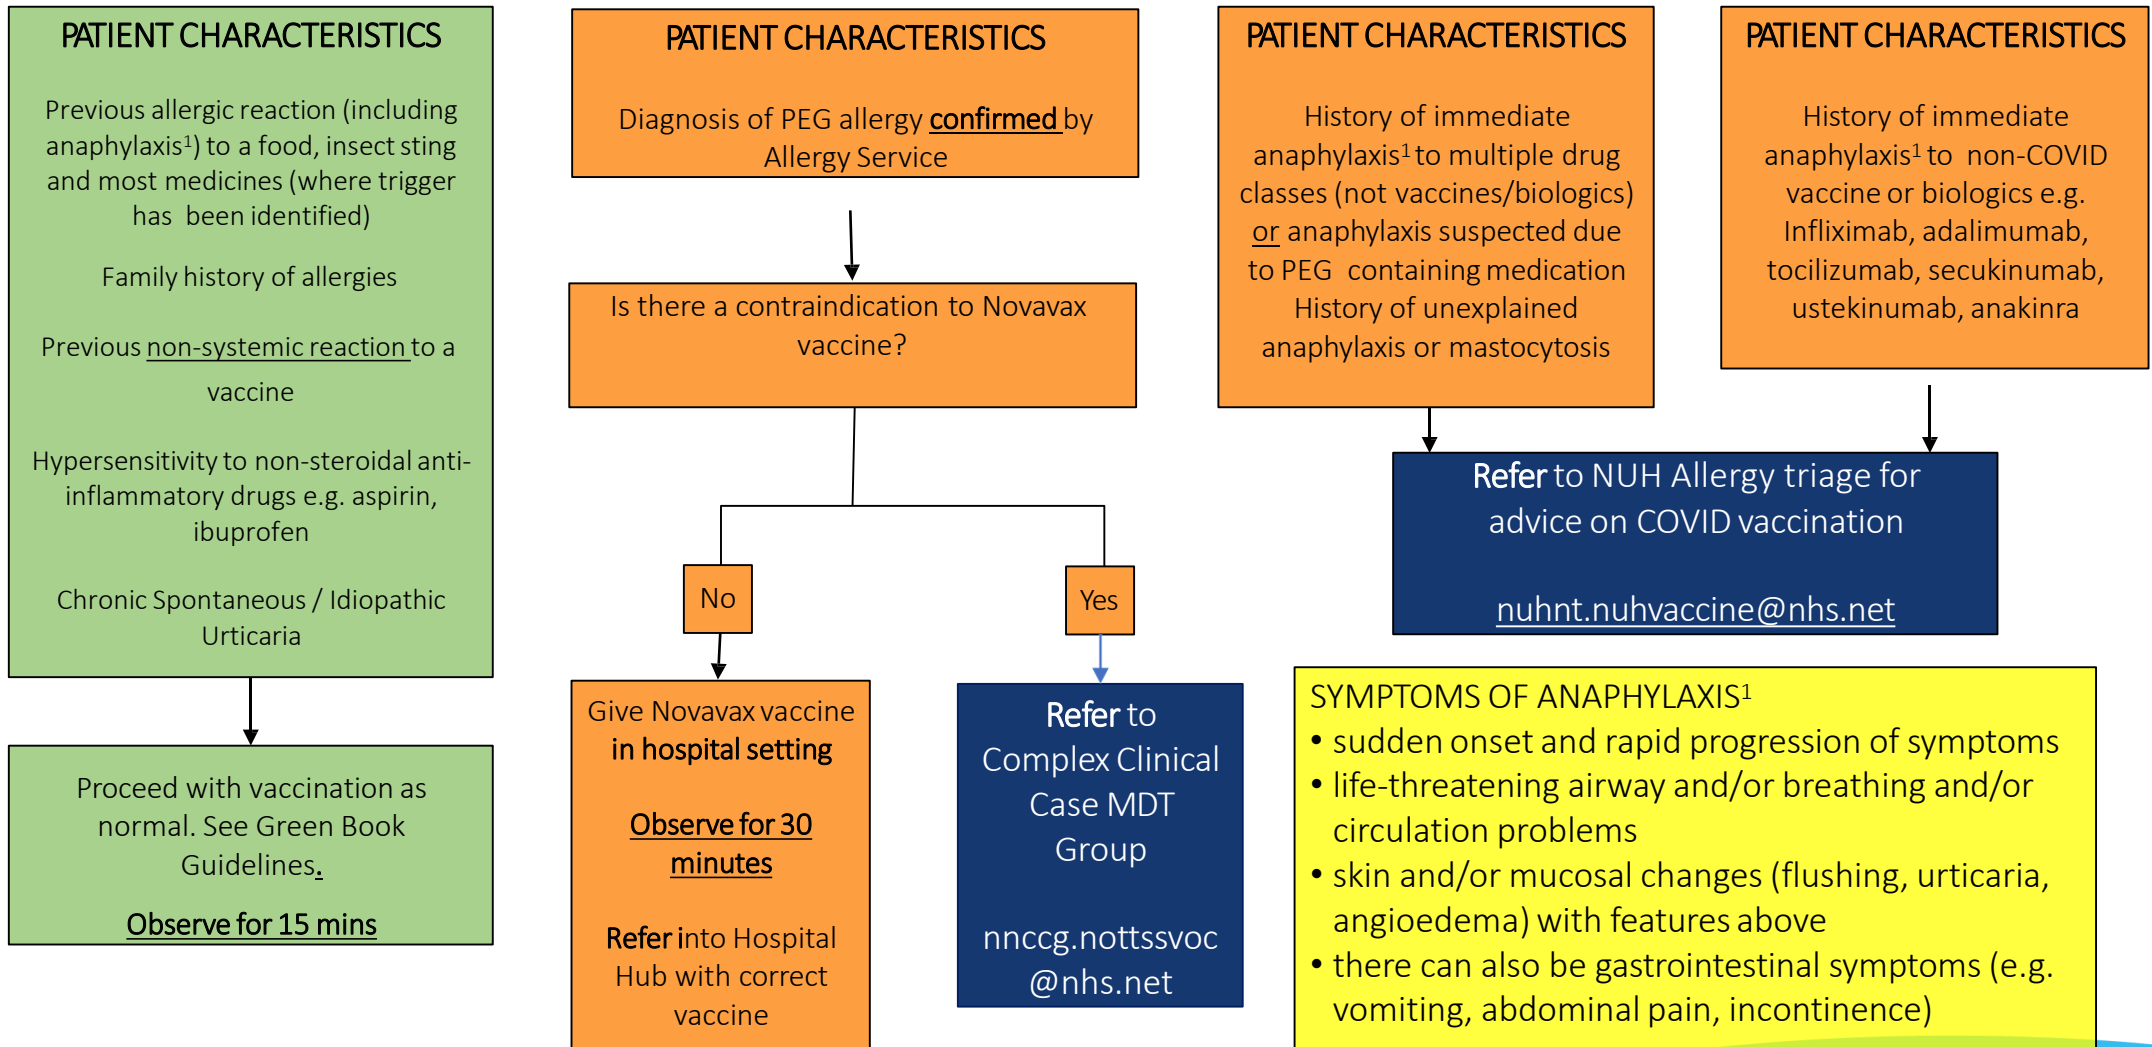 PATIENT CHARACTERISTICS
Previous allergic reaction (including
anaphylaxis¹) to a food, insect sting
and most medicines (where trigger
has been identified)
Family history of allergies
Previous non-systemic reaction to a
vaccine
Hypersensitivity to non-steroidal anti-
inflammatory drugs e.g. aspirin,
ibuprofen
Chronic Spontaneous / Idiopathic
Urticaria
Proceed with vaccination as
normal. See Green Book
Guidelines.
Observe for 15 mins
PATIENT CHARACTERISTICS
Diagnosis of PEG allergy confirmed by
Allergy Service
Is there a contraindication to Novavax
vaccine?
No
Yes
Give Novavax vaccine
in hospital setting
Observe for 30
minutes
Refer into Hospital
Hub with correct
vaccine
Refer to
Complex Clinical
Case MDT
Group
nnccg.nottssvoc
@nhs.net
PATIENT CHARACTERISTICS
History of immediate
anaphylaxis¹ to multiple drug
classes (not vaccines/biologics)
or anaphylaxis suspected due
to PEG containing medication
History of unexplained
anaphylaxis or mastocytosis
PATIENT CHARACTERISTICS
History of immediate
anaphylaxis¹ to non-COVID
vaccine or biologics e.g.
Infliximab, adalimumab,
tocilizumab, secukinumab,
ustekinumab, anakinra
Refer to NUH Allergy triage for
advice on COVID vaccination
nuhnt.nuhvaccine@nhs.net
SYMPTOMS OF ANAPHYLAXIS¹
• sudden onset and rapid progression of symptoms
• life-threatening airway and/or breathing and/or
circulation problems
• skin and/or mucosal changes (flushing, urticaria,
angioedema) with features above
• there can also be gastrointestinal symptoms (e.g.
vomiting, abdominal pain, incontinence)